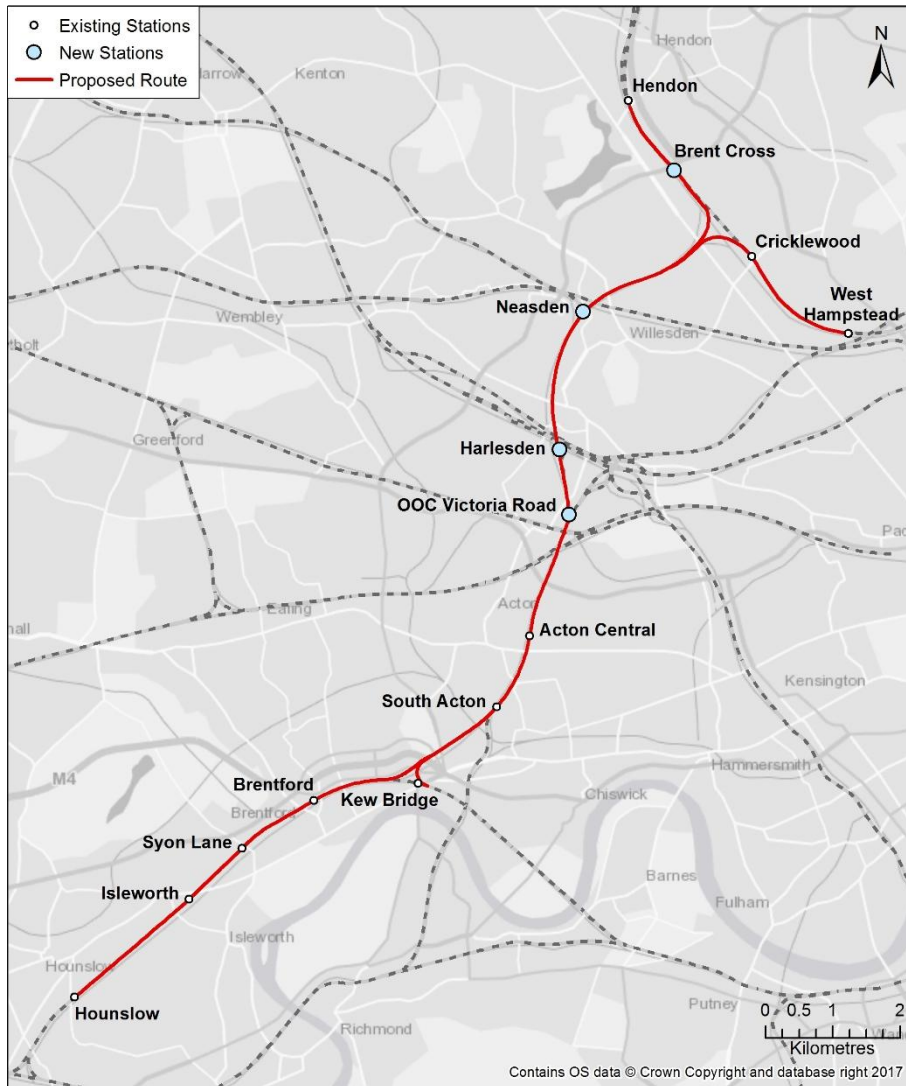 Existing Stations
New Stations
Proposed Route
N
Hendon
Kenton
Hendon
Brent Cross
Cricklewood
West
Hampstead
Neasden
Wembley
Willesden
Greenford
Harlesden
OOC Victoria Road
Ealing
Acton
Acton Central
Kensington
South Acton
Hammersmith
M4
Brentford
Brentford
Kew Bridge
Chiswick
Syon Lane
Barnes
Isleworth
Fulham
Isleworth
Hounslow
Hounslow
Putney
Richmond
0 0.5 1 2
Kilometres
Contains OS data © Crown Copyright and database right 2017